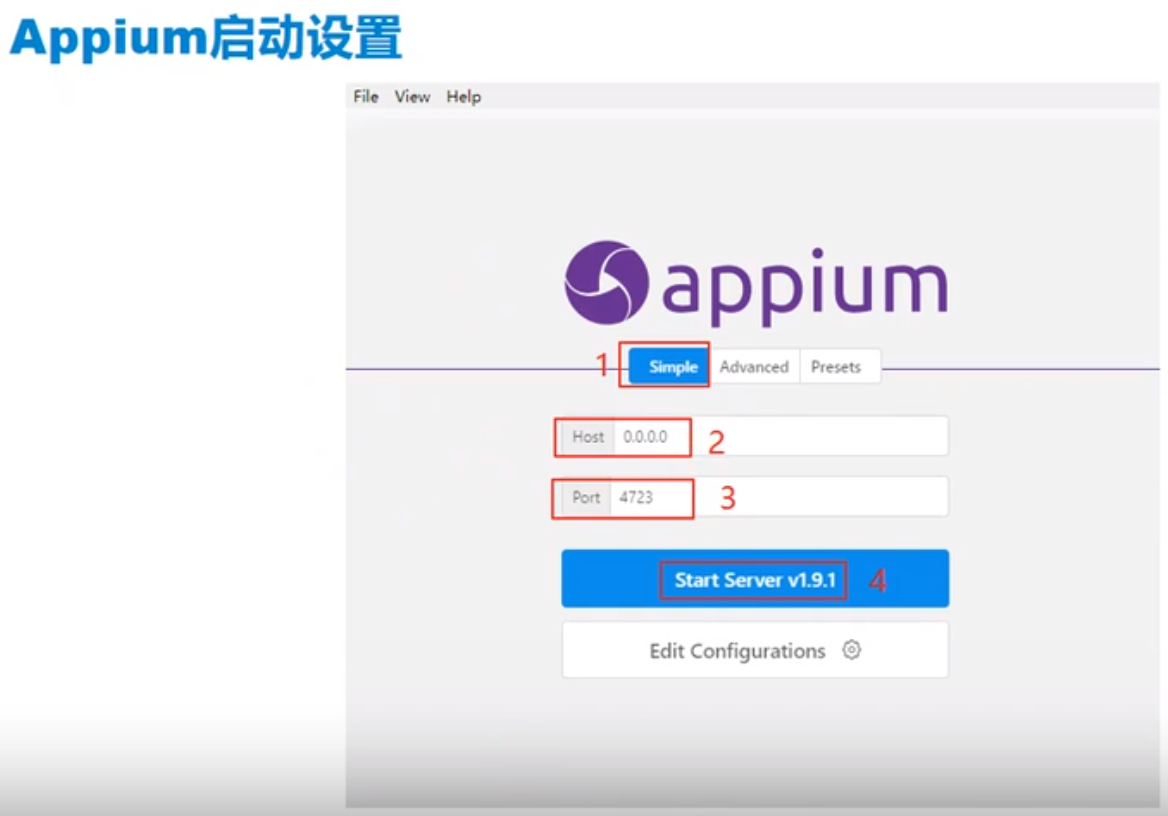 Appium启动设置
File View Help
appium
1 Simple Advanced Presets
Host 0.0.0.0 2
Port 4723 3
Start Server v1.9.1 4
Edit Configurations